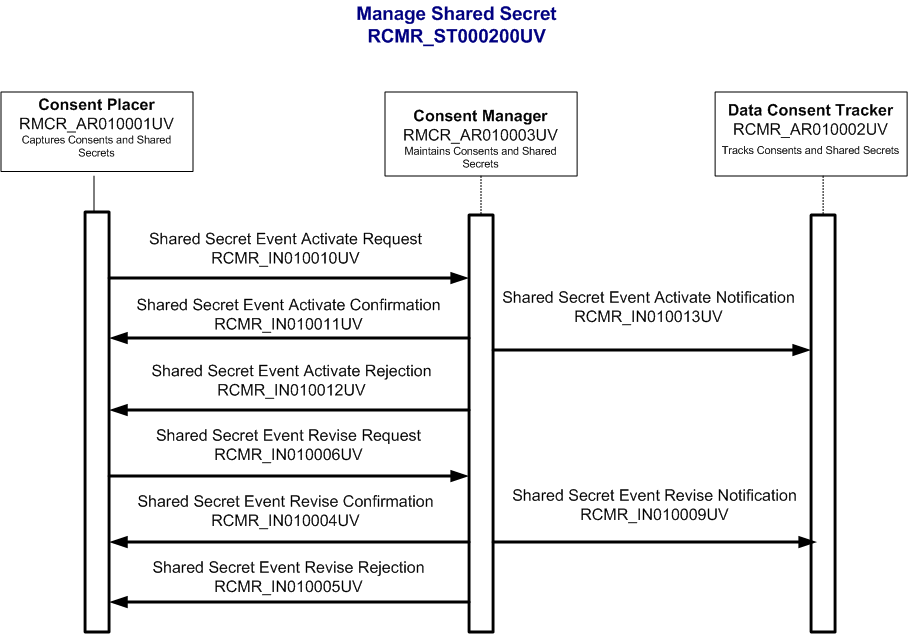 Manage Shared Secret
RCMR_ST000200UV
Consent Placer
RMCR_AR010001UV
Captures Consents and Shared
Secrets
Consent Manager
RMCR_AR010003UV
Maintains Consents and Shared
Secrets
Data Consent Tracker
RCMR_AR010002UV
Tracks Consents and Shared Secrets
Shared Secret Event Activate Request
RCMR_IN010010UV
Shared Secret Event Activate Confirmation
RCMR_IN010011UV
Shared Secret Event Activate Notification
RCMR_IN010013UV
Shared Secret Event Activate Rejection
RCMR_IN010012UV
Shared Secret Event Revise Request
RCMR_IN010006UV
Shared Secret Event Revise Confirmation
RCMR_IN010004UV
Shared Secret Event Revise Notification
RCMR_IN010009UV
Shared Secret Event Revise Rejection
RCMR_IN010005UV